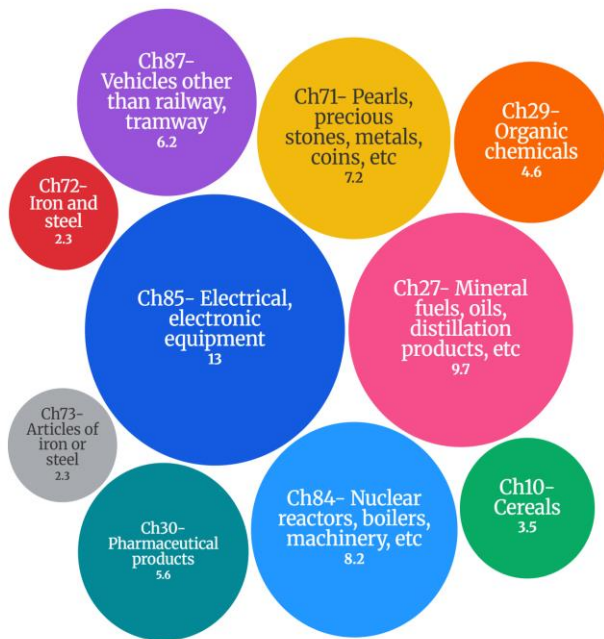 Ch87-
Vehicles other
than railway,
tramway
6.2
Ch71- Pearls,
precious
stones, metals,
coins, etc
7.2
Ch29-
Organic
chemicals
4.6
Ch72-
Iron and
steel
2.3
Ch85- Electrical,
electronic
equipment
13
Ch27- Mineral
fuels, oils,
distillation
products, etc
9.7
Ch73-
Articles of
iron or
steel
2.3
Ch30-
Pharmaceutical
products
5.6
Ch84- Nuclear
reactors, boilers,
machinery, etc
8.2
Ch10-
Cereals
3.5